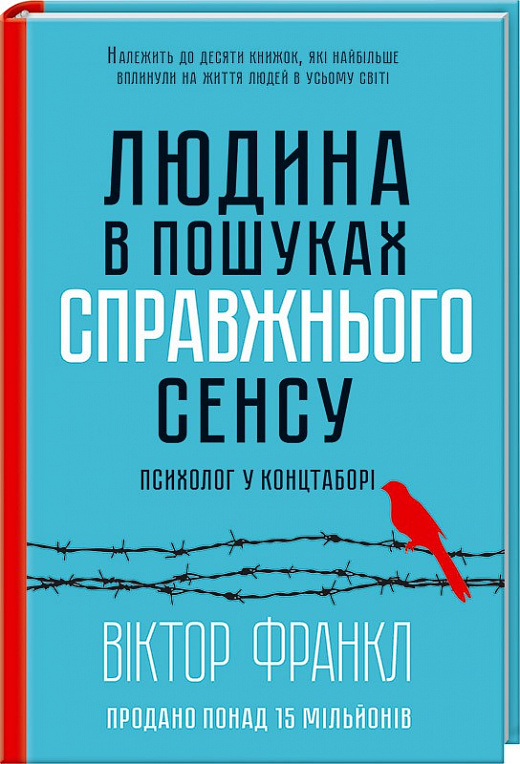 Належить до десяти книжок, які найбільше
вплинули на життя людей в усьому світі
ЛЮДИНА
В ПОШУКАХ
СПРАВЖНЬОГО
СЕНСУ
ПСИХОЛОГ У КОНЦТАБОРІ
ВІКТОР ФРАНКЛ
ПРОДАНО ПОНАД 15 МІЛЬЙОНІВ